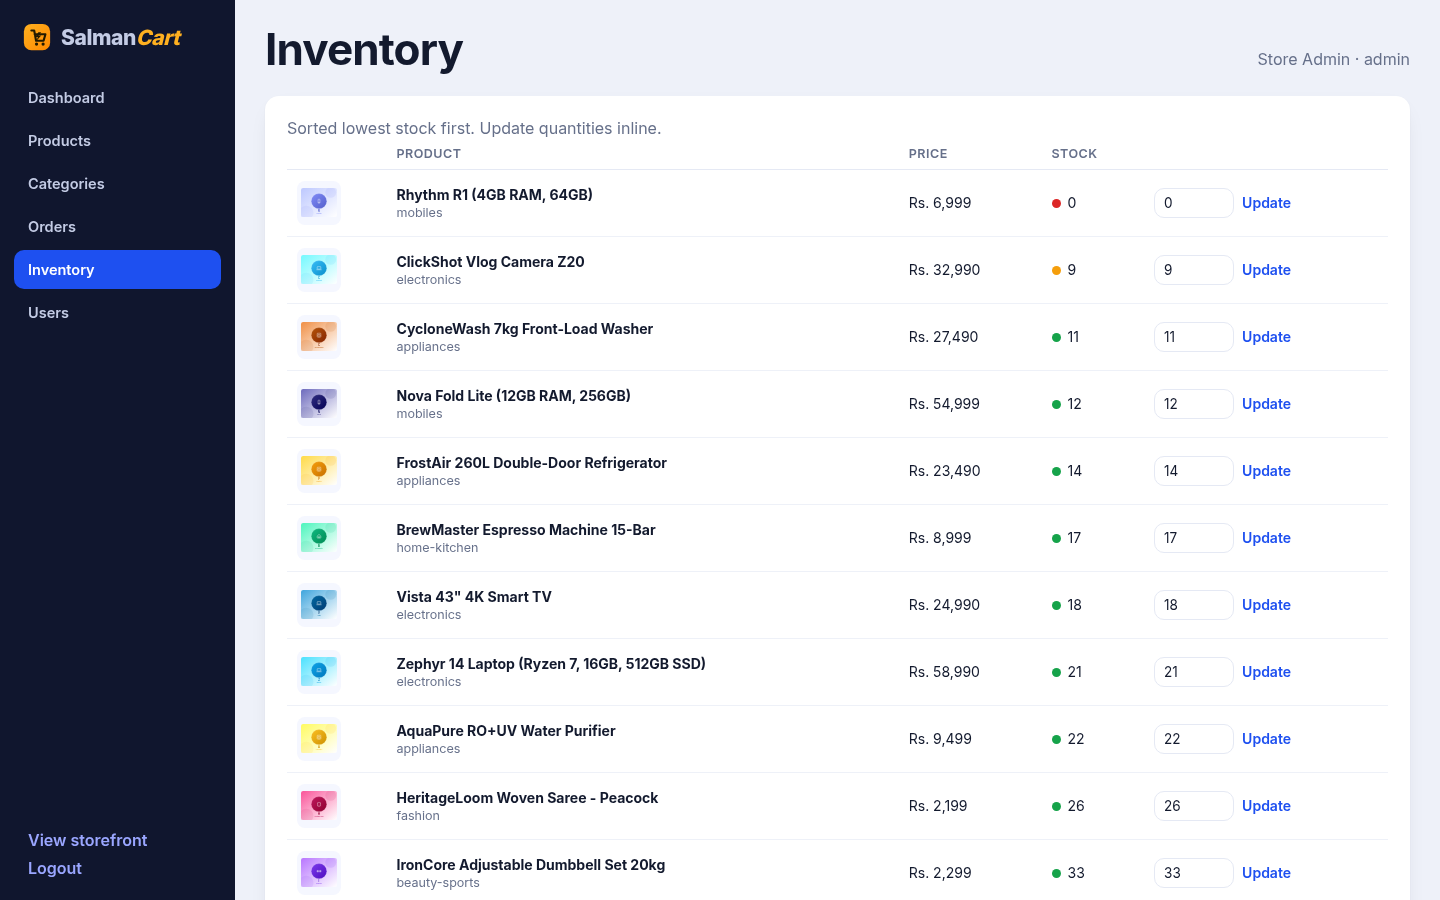 SalmanCart
Dashboard
Products
Categories
Orders
Inventory
Users
View storefront
Logout
Inventory
Store Admin · admin
Sorted lowest stock first. Update quantities inline.
PRODUCT PRICE STOCK
Rhythm R1 (4GB RAM, 64GB)
mobiles
Rs. 6,999 0 0 Update
ClickShot Vlog Camera Z20
electronics
Rs. 32,990 9 9 Update
CycloneWash 7kg Front-Load Washer
appliances
Rs. 27,490 11 11 Update
Nova Fold Lite (12GB RAM, 256GB)
mobiles
Rs. 54,999 12 12 Update
FrostAir 260L Double-Door Refrigerator
appliances
Rs. 23,490 14 14 Update
BrewMaster Espresso Machine 15-Bar
home-kitchen
Rs. 8,999 17 17 Update
Vista 43" 4K Smart TV
electronics
Rs. 24,990 18 18 Update
Zephyr 14 Laptop (Ryzen 7, 16GB, 512GB SSD)
electronics
Rs. 58,990 21 21 Update
AquaPure RO+UV Water Purifier
appliances
Rs. 9,499 22 22 Update
HeritageLoom Woven Saree - Peacock
fashion
Rs. 2,199 26 26 Update
IronCore Adjustable Dumbbell Set 20kg
beauty-sports
Rs. 2,299 33 33 Update